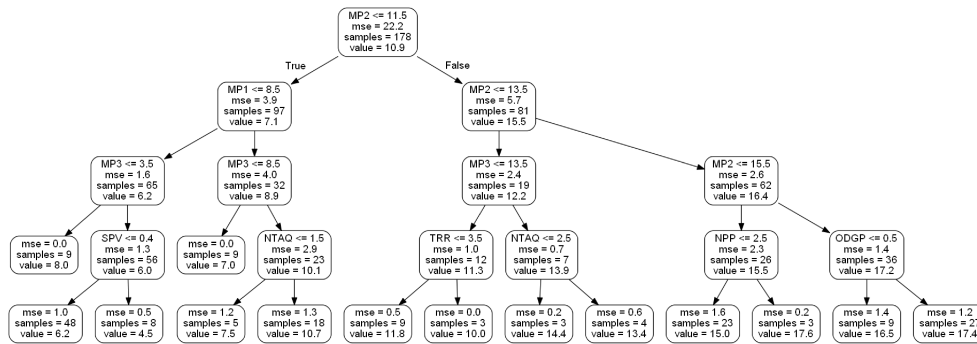 MP2 <= 11.5
mse = 22.2
samples = 178
value = 10.9
True
False
MP1 <= 8.5
mse = 3.9
samples = 97
value = 7.1
MP2 <= 13.5
mse = 5.7
samples = 81
value = 15.5
MP3 <= 3.5
mse = 1.6
samples = 65
value = 6.2
MP3 <= 8.5
mse = 4.0
samples = 32
value = 8.9
MP3 <= 13.5
mse = 2.4
samples = 19
value = 12.2
MP2 <= 15.5
mse = 2.6
samples = 62
value = 16.4
mse = 0.0
samples = 9
value = 8.0
SPV <= 0.4
mse = 1.3
samples = 56
value = 6.0
mse = 0.0
samples = 9
value = 7.0
NTAQ <= 1.5
mse = 2.9
samples = 23
value = 10.1
TRR <= 3.5
mse = 1.0
samples = 12
value = 11.3
NTAQ <= 2.5
mse = 0.7
samples = 7
value = 13.9
NPP <= 2.5
mse = 2.3
samples = 26
value = 15.5
ODGP <= 0.5
mse = 1.4
samples = 36
value = 17.2
mse = 1.0
samples = 48
value = 6.2
mse = 0.5
samples = 8
value = 4.5
mse = 1.2
samples = 5
value = 7.5
mse = 1.3
samples = 18
value = 10.7
mse = 0.5
samples = 9
value = 11.8
mse = 0.0
samples = 3
value = 10.0
mse = 0.2
samples = 3
value = 14.4
mse = 0.6
samples = 4
value = 13.4
mse = 1.6
samples = 23
value = 15.0
mse = 0.2
samples = 3
value = 17.6
mse = 1.4
samples = 9
value = 16.5
mse = 1.2
samples = 27
value = 17.4